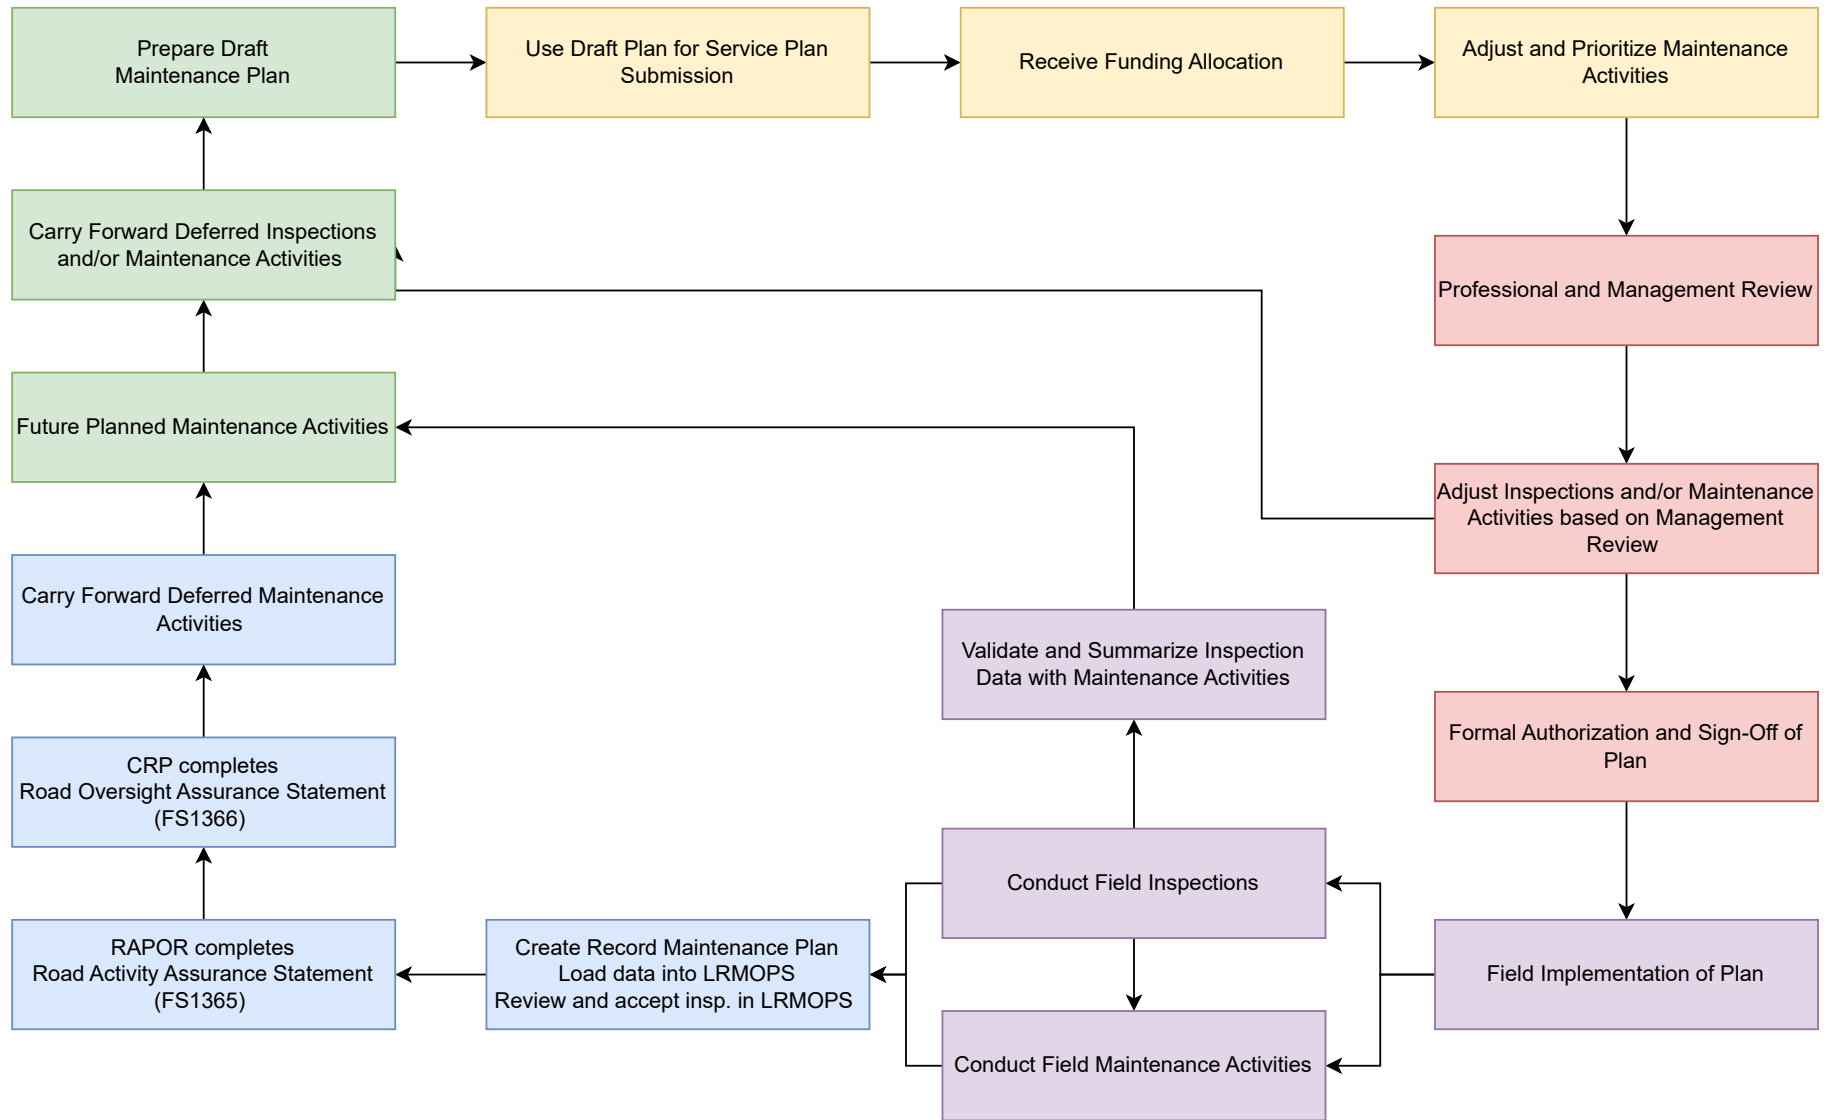 Prepare Draft
Maintenance Plan
Use Draft Plan for Service Plan
Submission
Receive Funding Allocation
Adjust and Prioritize Maintenance
Activities
Carry Forward Deferred Inspections
and/or Maintenance Activities
Professional and Management Review
Future Planned Maintenance Activities
Adjust Inspections and/or Maintenance
Activities based on Management
Review
Carry Forward Deferred Maintenance
Activities
Validate and Summarize Inspection
Data with Maintenance Activities
Formal Authorization and Sign-Off of
Plan
CRP completes
Road Oversight Assurance Statement
(FS1366)
Conduct Field Inspections
RAPOR completes
Road Activity Assurance Statement
(FS1365)
Create Record Maintenance Plan
Load data into LRMOPS
Review and accept insp. in LRMOPS
Field Implementation of Plan
Conduct Field Maintenance Activities